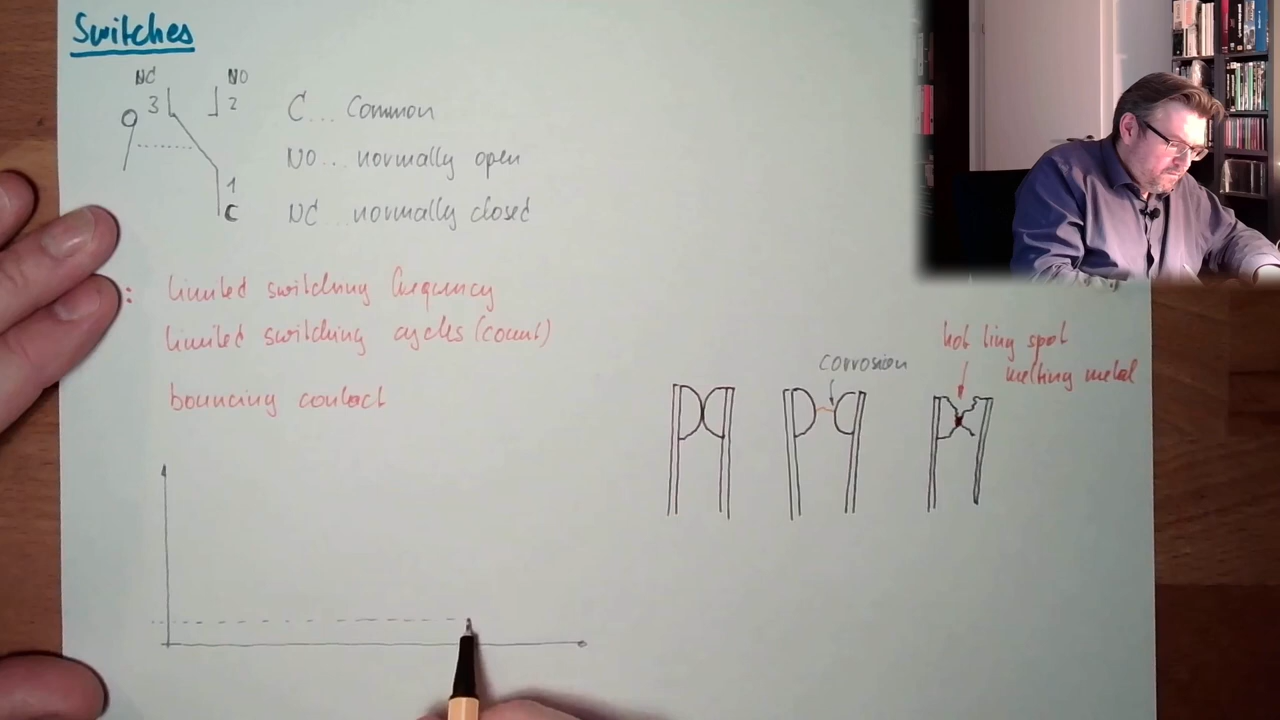 Switches
NC NO
3 2
C... Common
NO... normally open
1
C
NC... normally closed
: limited switching frequency
limited switching cycles (count)
bouncing contact
corrosion
hot ling spot
melting metal